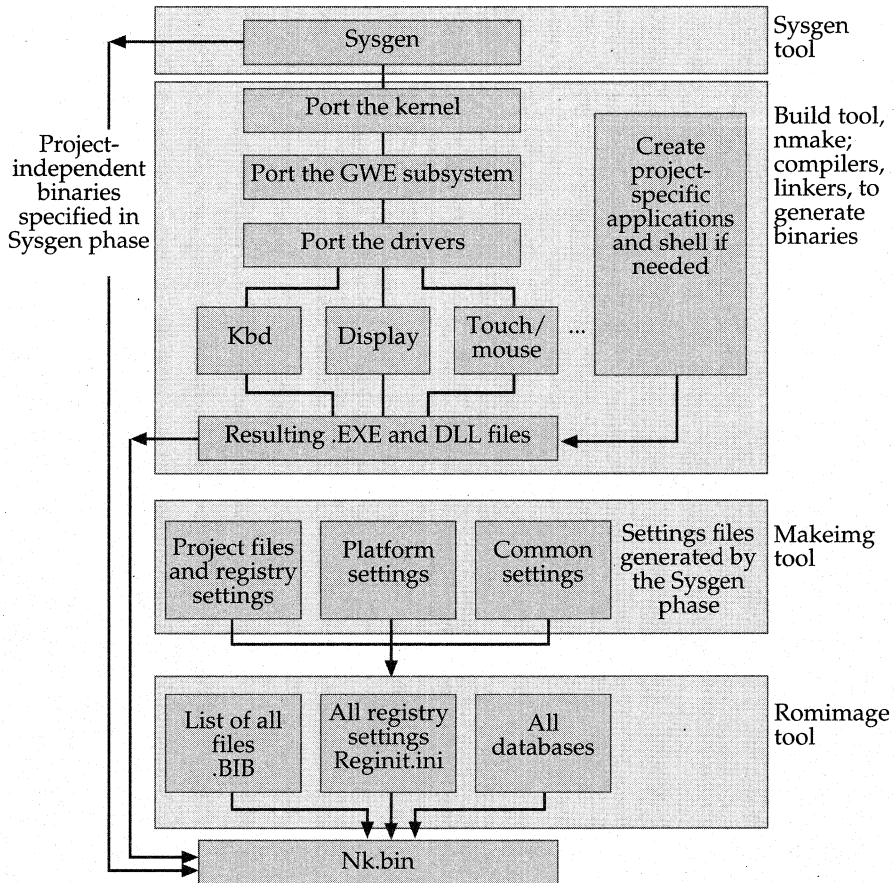 Sysgen
Sysgen
tool
Port the kernel
Project-
independent
binaries
specified in
Sysgen phase
Build tool,
nmake;
compilers,
linkers, to
generate
binaries
Create
project-
specific
applications
and shell if
needed
Port the GWE subsystem
Port the drivers
Kbd
Display
Touch/
mouse
...
Resulting .EXE and DLL files
Project files
and registry
settings
Platform
settings
Common
settings
Settings files
generated by
the Sysgen
phase
Makeimg
tool
List of all
files
.BIB
All registry
settings
Reginit.ini
All
databases
Romimage
tool
Nk.bin